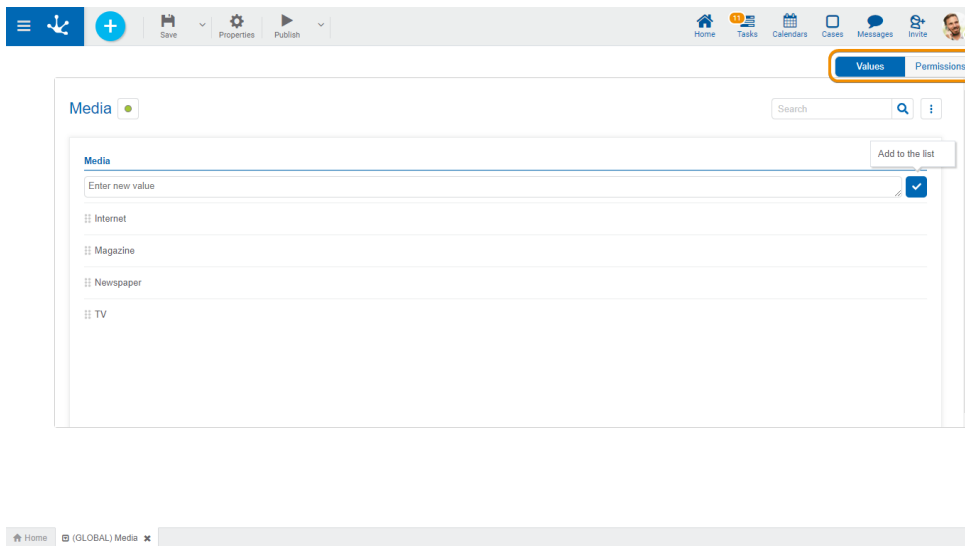 Save
Properties
Publish
Home
11
Tasks
Calendars
Cases
Messages
Invite
Values
Permissions
Media
Search
Add to the list
Media
Enter new value
Internet
Magazine
Newspaper
TV
Home
(GLOBAL) Media